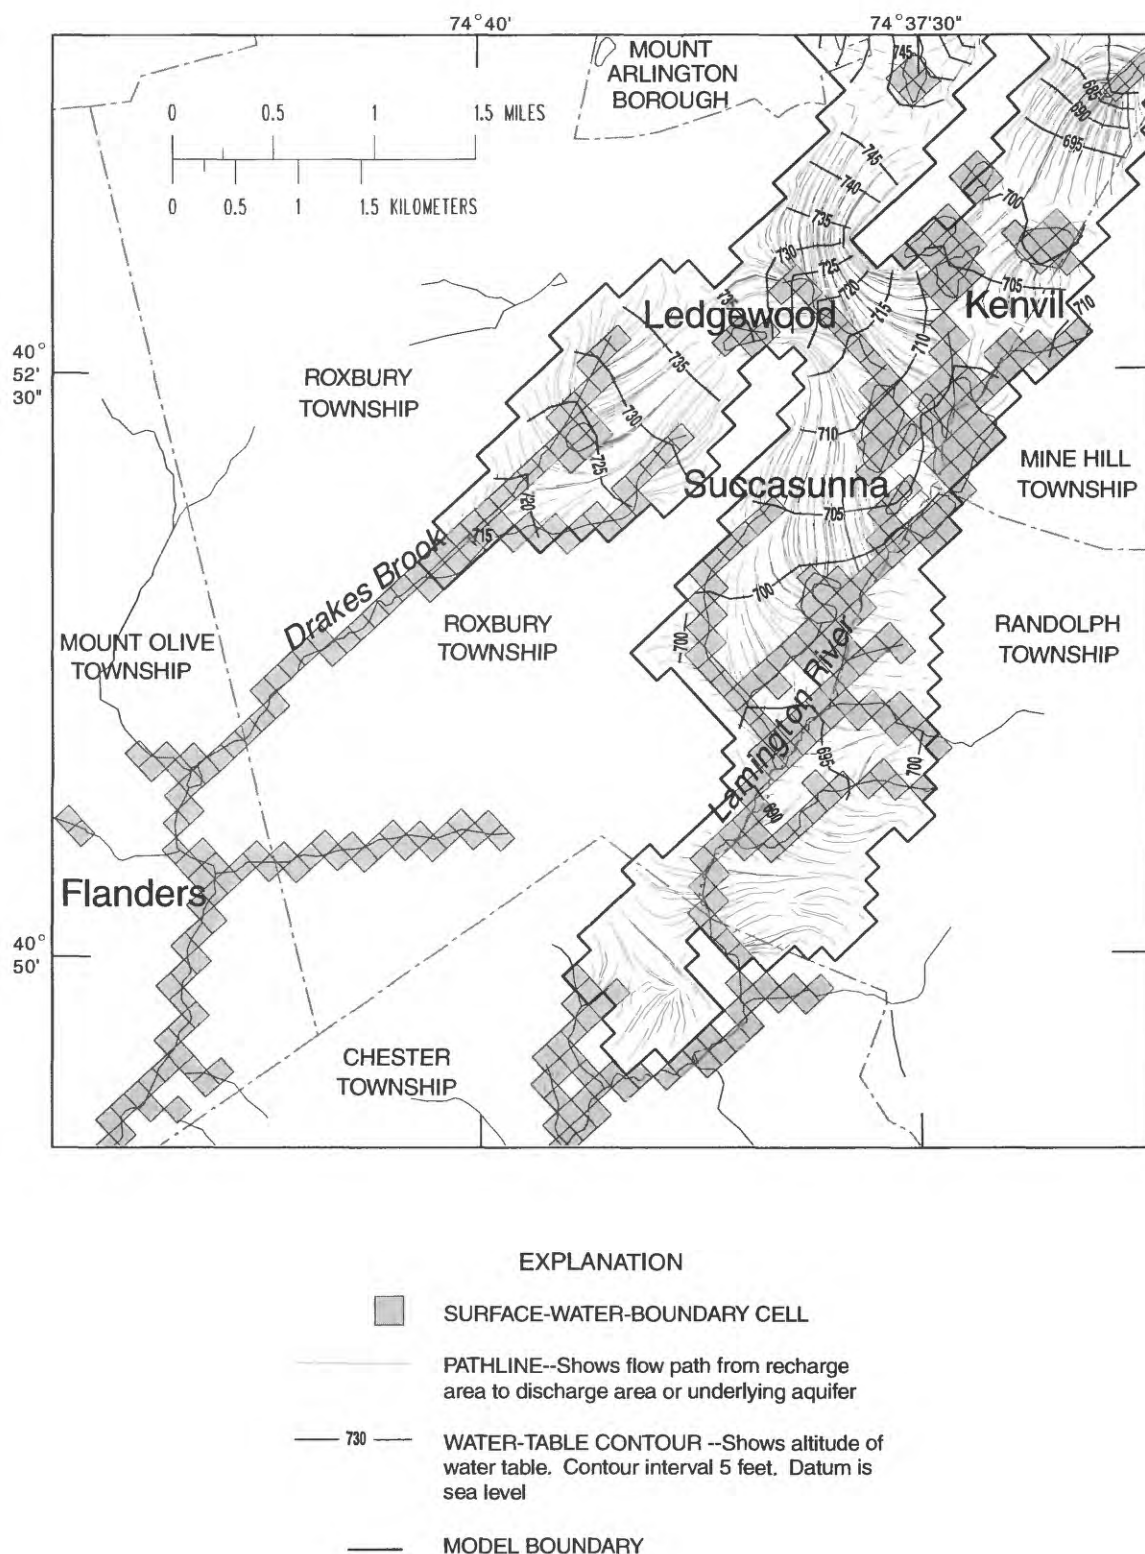 74°40'
74°37'30"
MOUNT
ARLINGTON
BOROUGH
745
685
690
695
0 0.5 1 1.5 MILES
0 0.5 1 1.5 KILOMETERS
745
740
735
730
725
720
715
710
700
705
710
735
Ledgewood
Kenvil
40°
52'
30"
ROXBURY
TOWNSHIP
735
730
725
720
715
710
Succasunna
705
MINE HILL
TOWNSHIP
Drakes Brook
700
700
MOUNT OLIVE
TOWNSHIP
ROXBURY
TOWNSHIP
RANDOLPH
TOWNSHIP
Lamington River
695
700
690
Flanders
40°
50'
CHESTER
TOWNSHIP
EXPLANATION
SURFACE-WATER-BOUNDARY CELL
PATHLINE--Shows flow path from recharge
area to discharge area or underlying aquifer
730
WATER-TABLE CONTOUR --Shows altitude of
water table. Contour interval 5 feet. Datum is
sea level
MODEL BOUNDARY